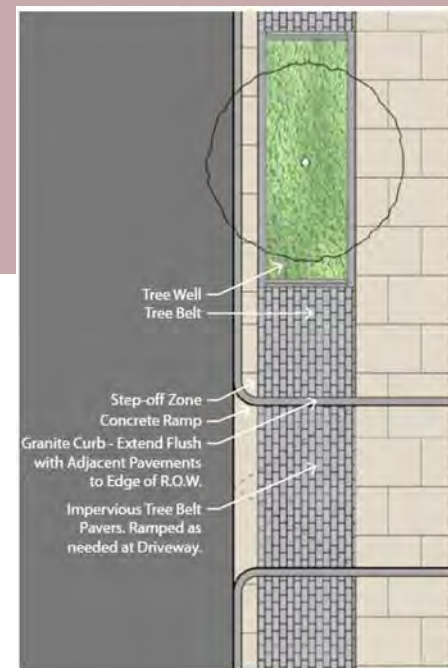 Tree Well
Tree Belt
Step-off Zone
Concrete Ramp
Granite Curb - Extend Flush
with Adjacent Pavements
to Edge of R.O.W.
Impervious Tree Belt
Pavers. Ramped as
needed at Driveway.